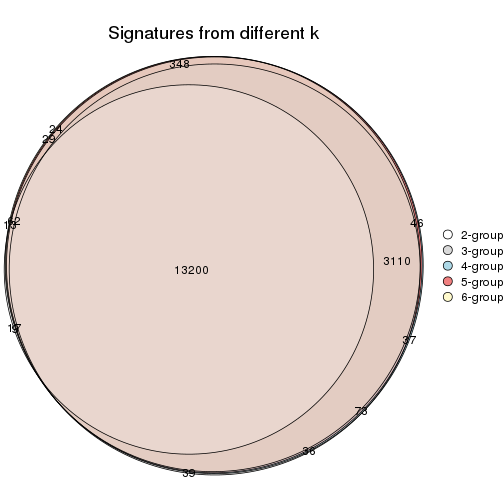 Signatures from different k
348
24
29
46
3110
13200
37
73
36
39
2-group
3-group
4-group
5-group
6-group